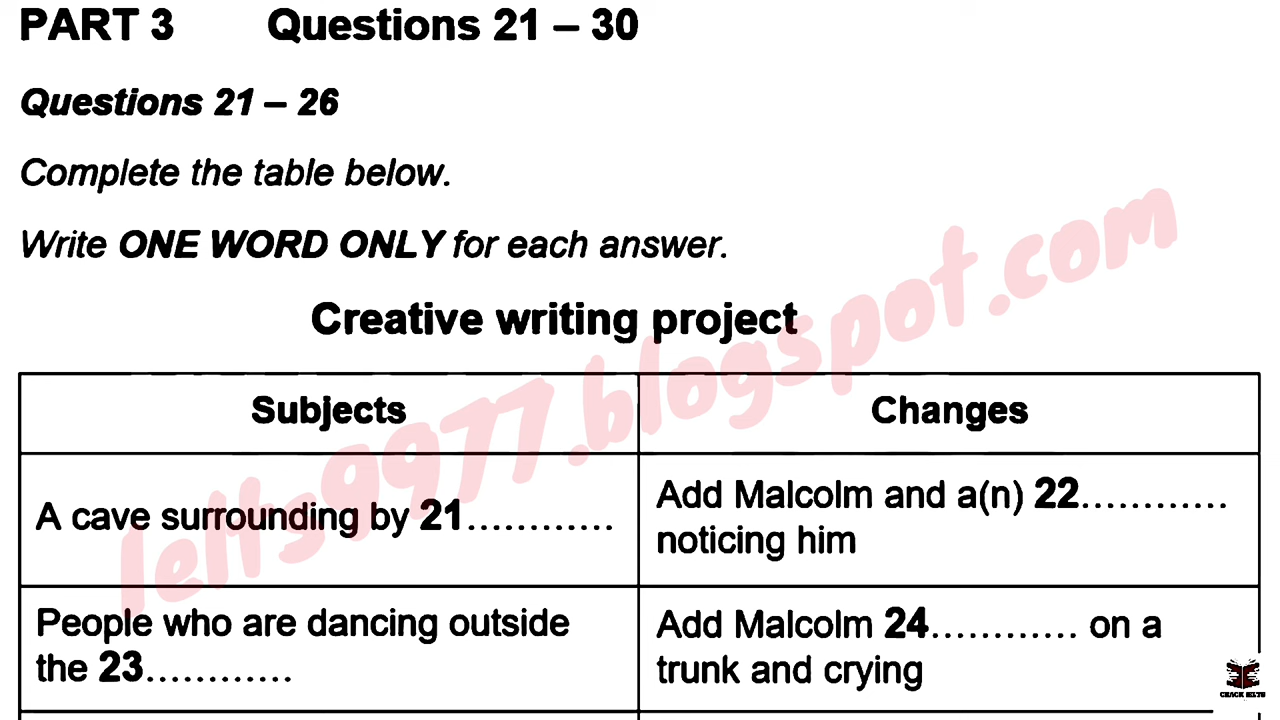 PART 3 Questions 21 – 30
Questions 21 – 26
Complete the table below.
Write ONE WORD ONLY for each answer.
Creative writing project
Subjects
Changes
A cave surrounding by 21............
Add Malcolm and a(n) 22............
noticing him
People who are dancing outside
the 23............
Add Malcolm 24............ on a
trunk and crying
Ielts9977.blogspot.com
CRACK IELTS